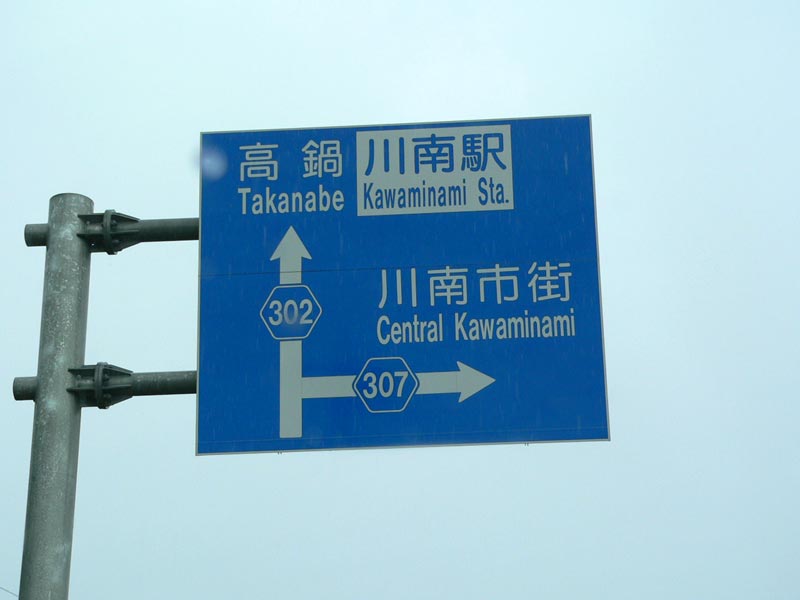 高鍋 川南駅
Takanabe Kawaminami Sta.
川南市街
302
Central Kawaminami
307